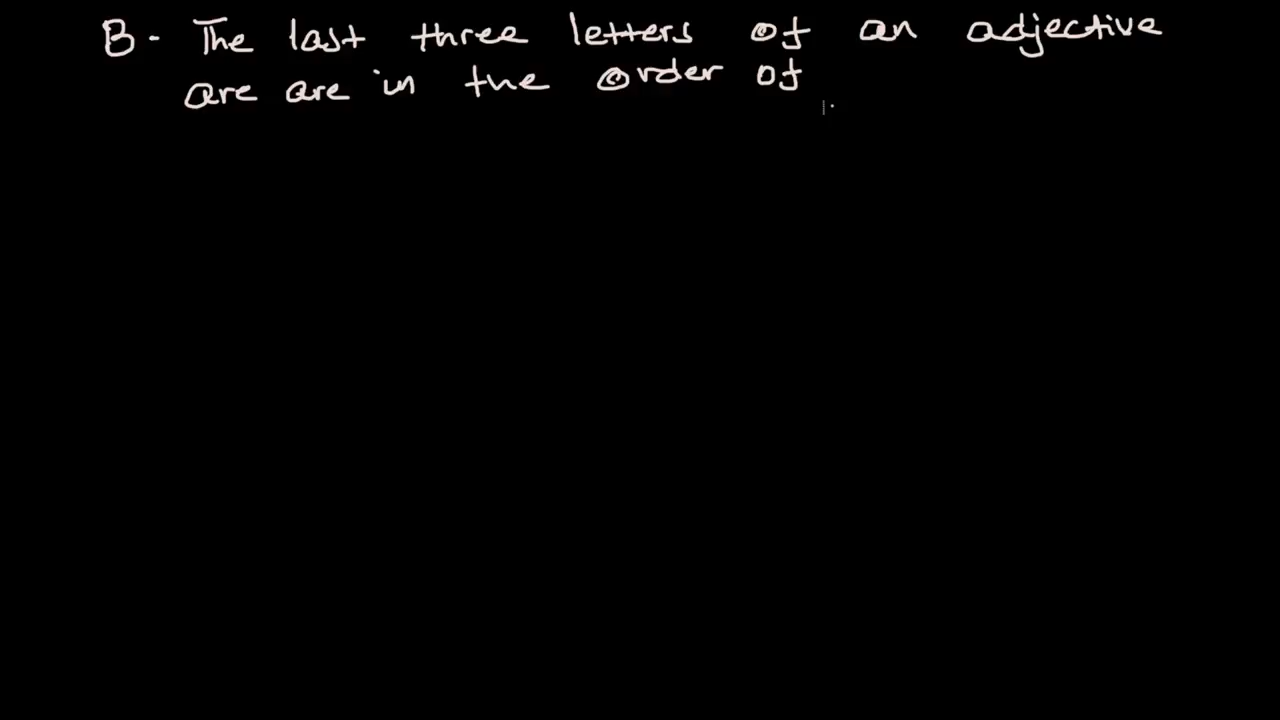 B- The last three letters of an adjective
are are in the order of